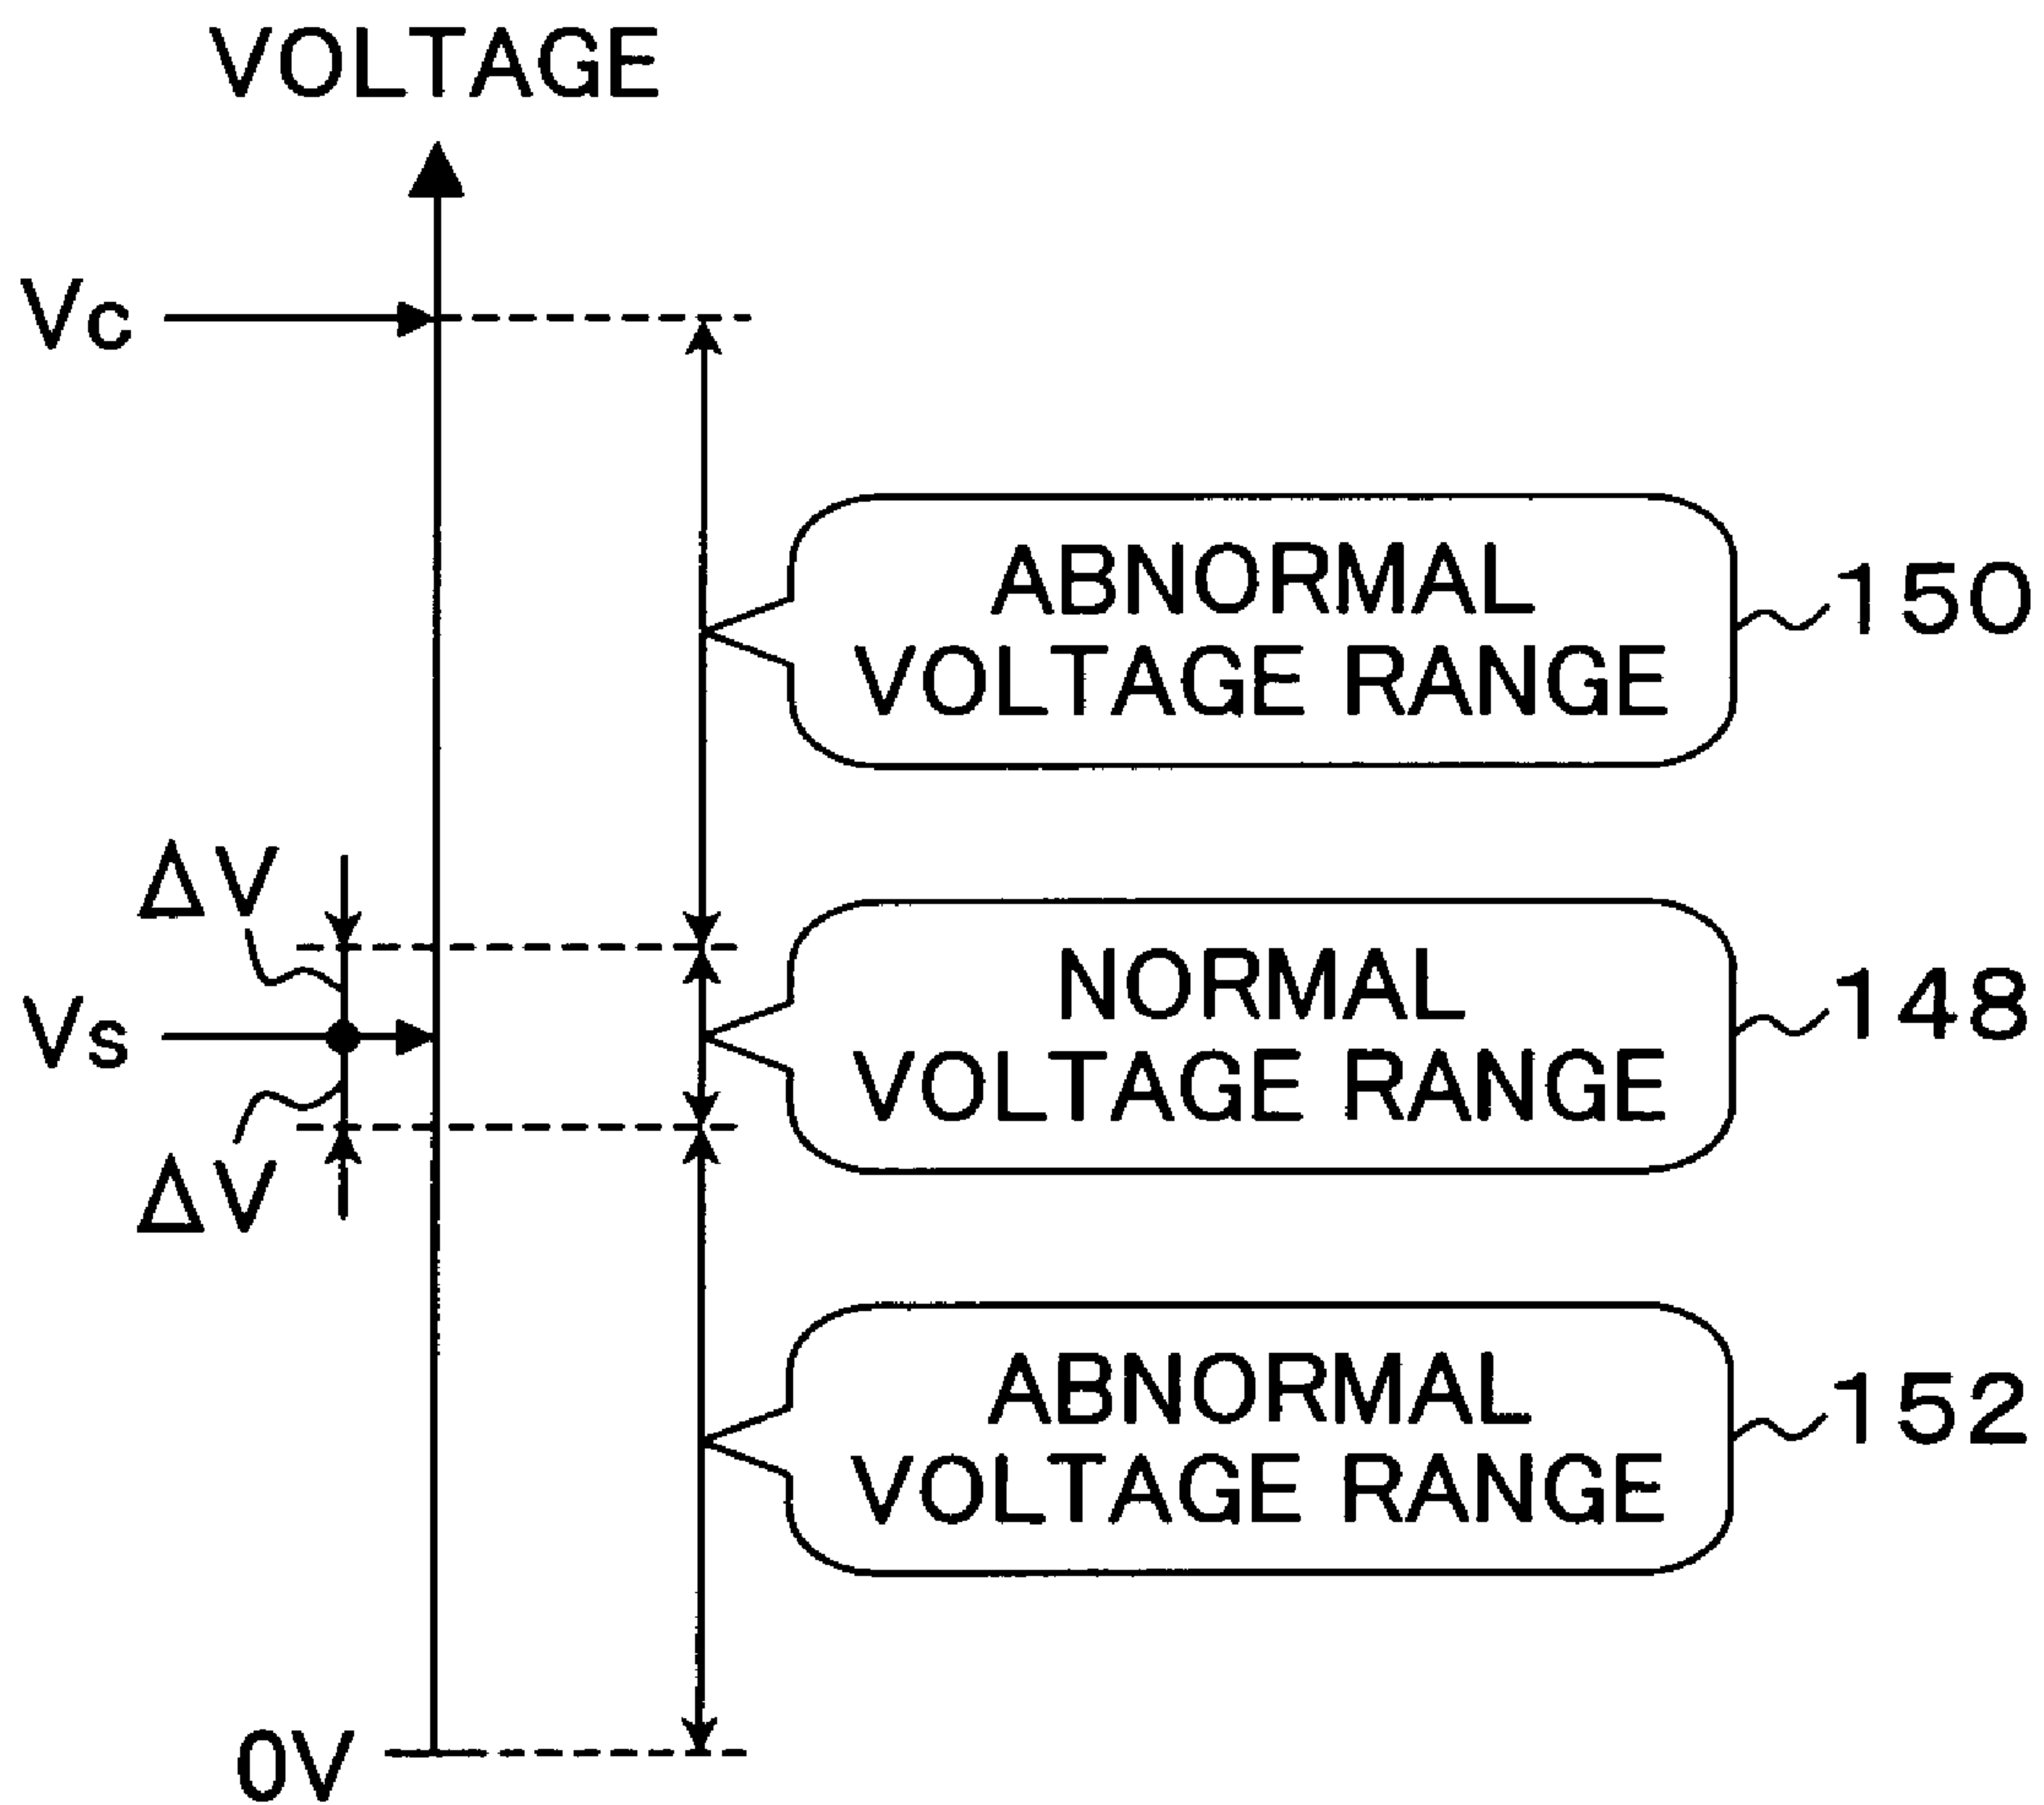 VOLTAGE
Vc
ABNORMAL
VOLTAGE RANGE
150
ΔV
NORMAL
VOLTAGE RANGE
148
Vs
ΔV
ABNORMAL
VOLTAGE RANGE
152
0V